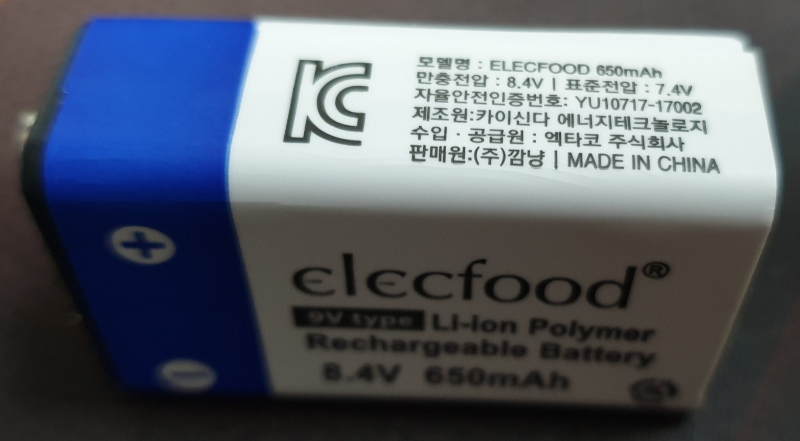 모델명 : ELECFOOD 650mAh
만충전압 : 8.4V | 표준전압 : 7.4V
자율안전인증번호: YU10717-17002
제조원:카이신다 에너지테크놀로지
수입 · 공급원 : 엑타코 주식회사
판매원:(주)깜냥 | MADE IN CHINA
elecfood®
9V type Li-Ion Polymer
Rechargeable Battery
8.4V 650mAh